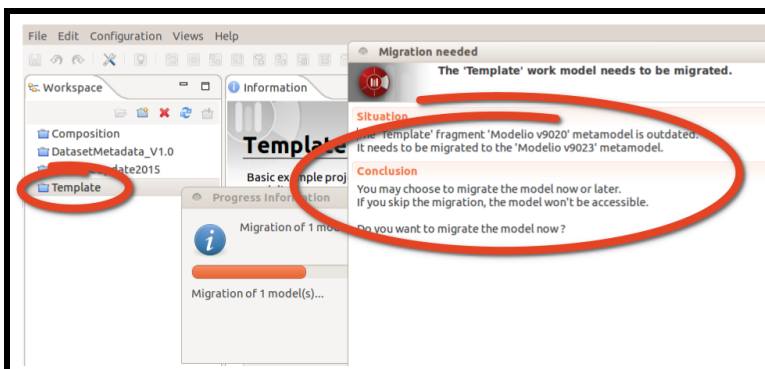 File Edit Configuration Views Help
Migration needed
The 'Template' work model needs to be migrated.
Workspace
Information
Situation
The 'Template' fragment 'Modelio v9020' metamodel is outdated.
It needs to be migrated to the 'Modelio v9023' metamodel.
Composition
DatasetMetadata_V1.0
date2015
Template
Template
Basic example proj
Conclusion
You may choose to migrate the model now or later.
If you skip the migration, the model won't be accessible.
Do you want to migrate the model now ?
Progress Information
Migration of 1 mod
Migration of 1 model(s)...